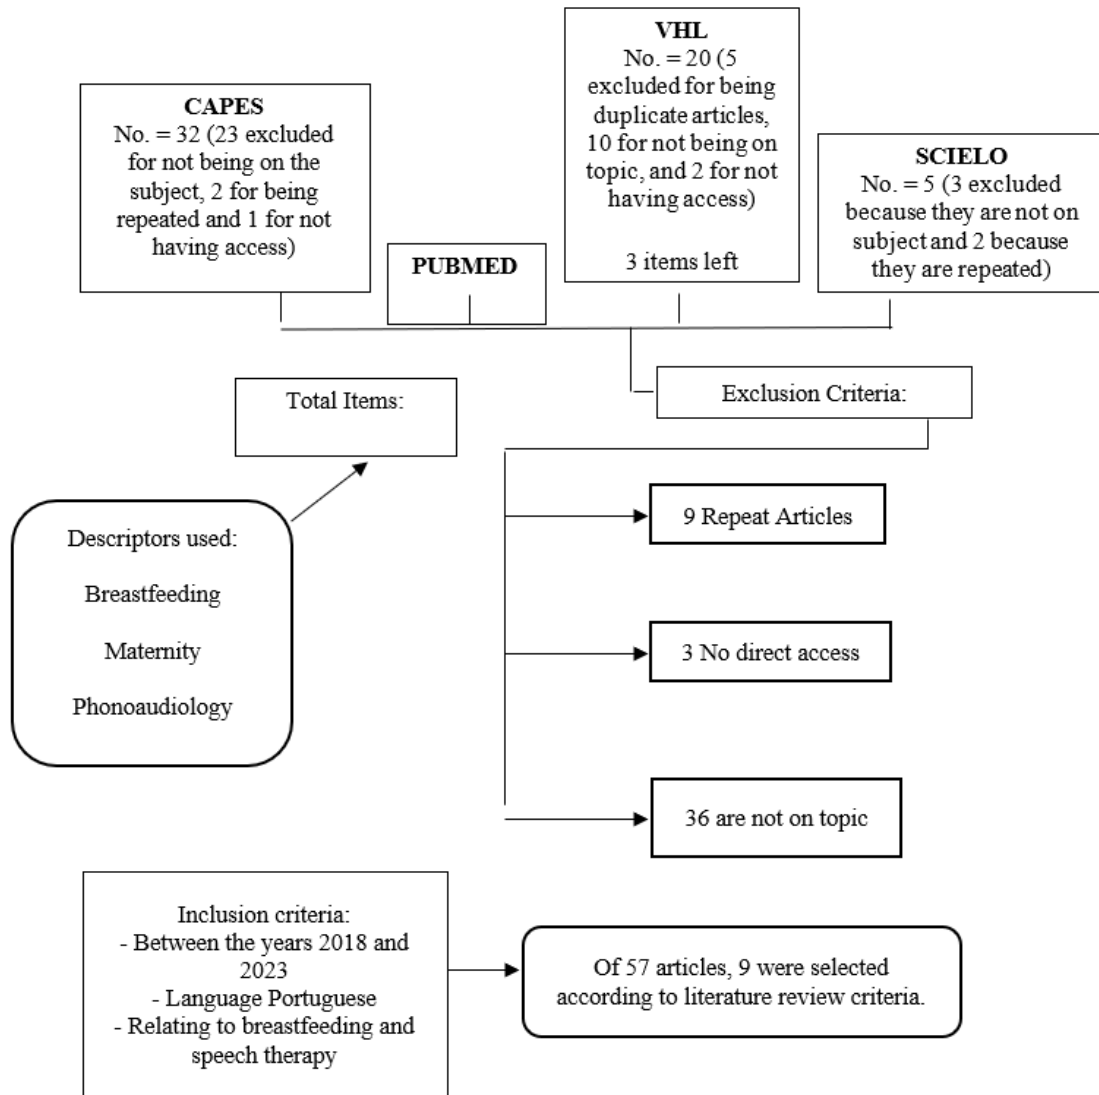 CAPES
No. = 32 (23 excluded
for not being on the
subject, 2 for being
repeated and 1 for not
having access)
PUBMED
VHL
No. = 20 (5
excluded for being
duplicate articles,
10 for not being on
topic, and 2 for not
having access)
3 items left
SCIELO
No. = 5 (3 excluded
because they are not on
subject and 2 because
they are repeated)
Total Items:
Exclusion Criteria:
Descriptors used:
Breastfeeding
Maternity
Phonoaudiology
9 Repeat Articles
3 No direct access
36 are not on topic
Inclusion criteria:
- Between the years 2018 and
2023
- Language Portuguese
- Relating to breastfeeding and
speech therapy
Of 57 articles, 9 were selected
according to literature review criteria.